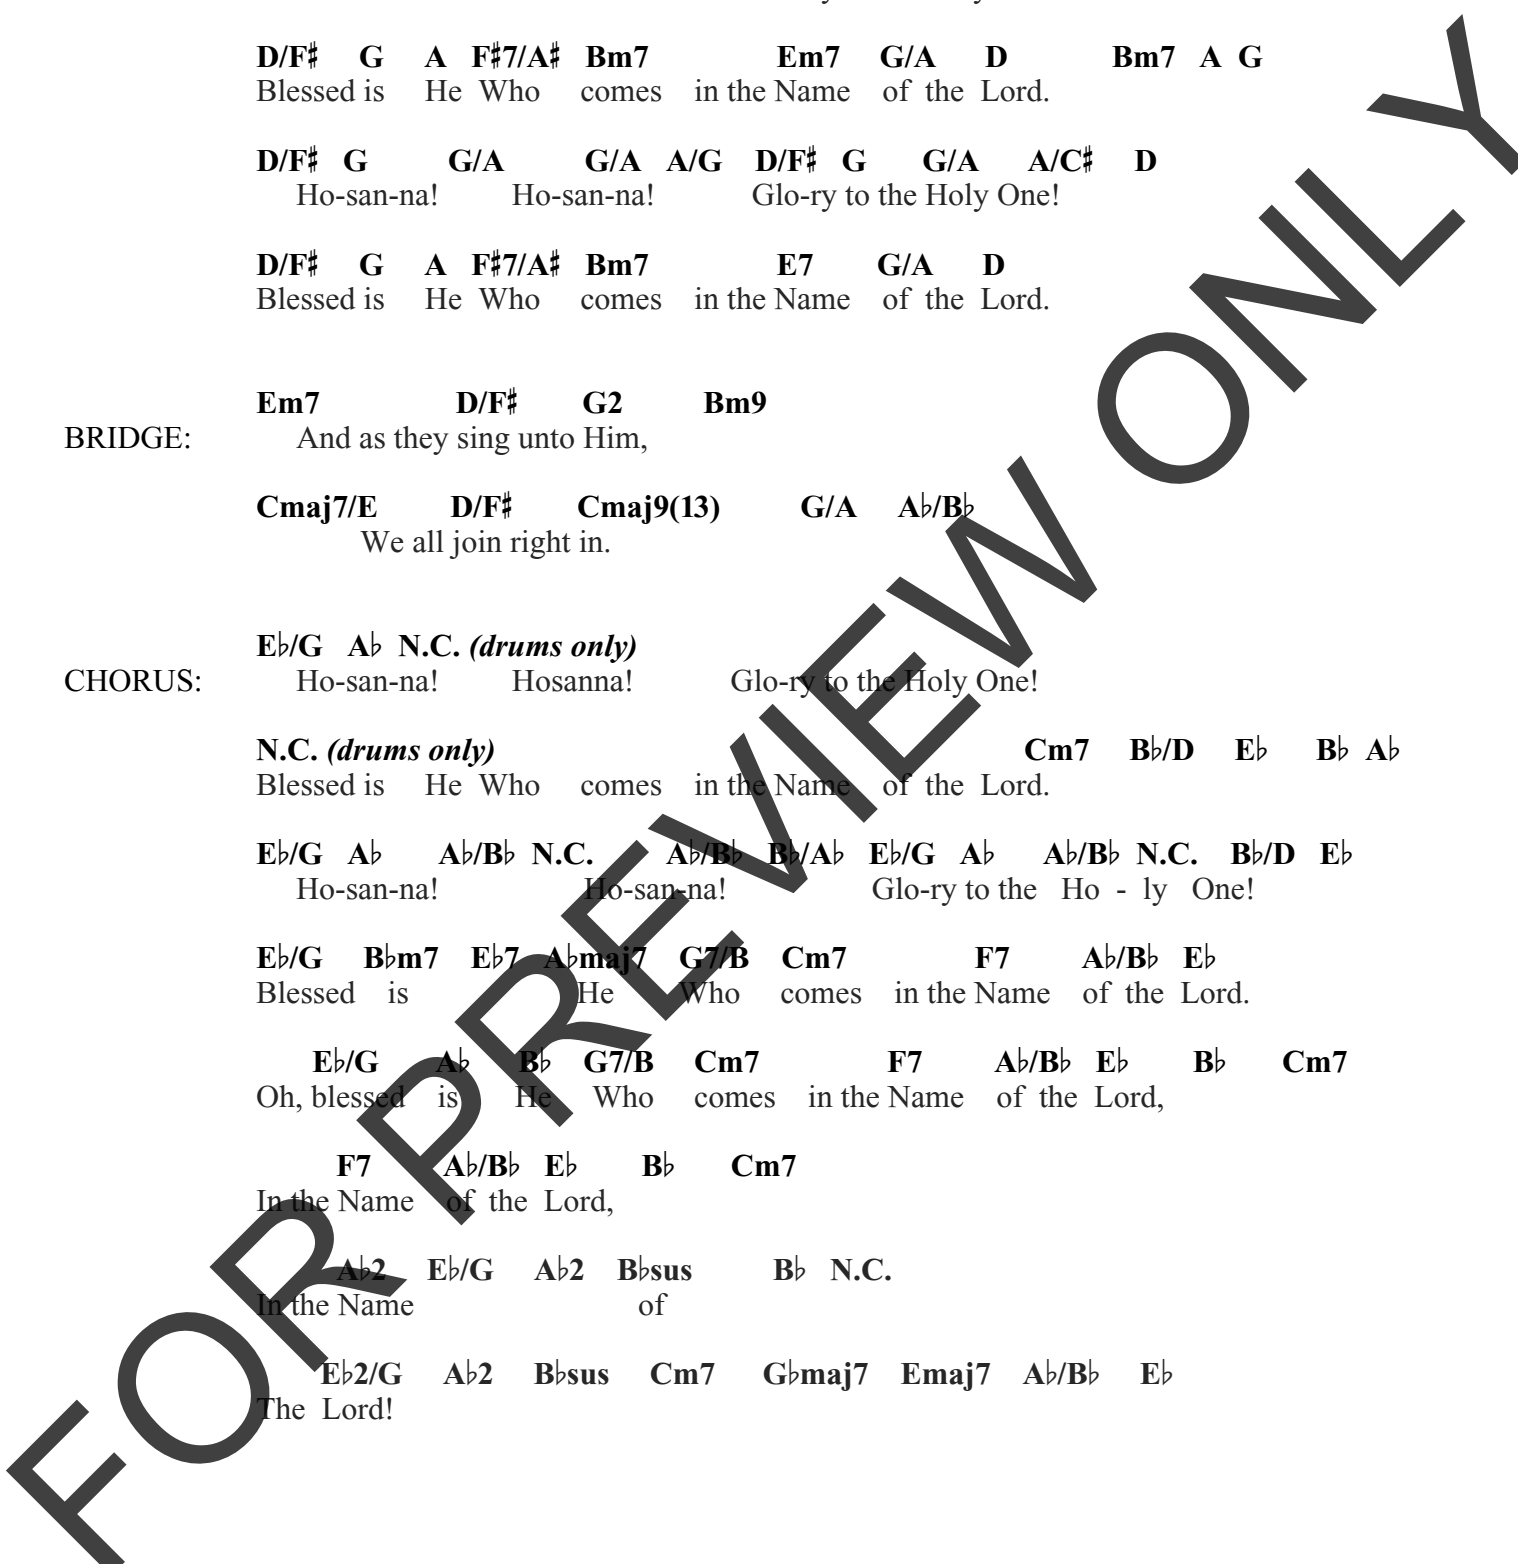 D/F♯ G A F♯7/A♯ Bm7 Em7 G/A D Bm7 A G
Blessed is He Who comes in the Name of the Lord.
D/F♯ G G/A G/A A/G D/F♯ G G/A A/C♯ D
Ho-san-na! Ho-san-na! Glo-ry to the Holy One!
D/F♯ G A F♯7/A♯ Bm7 E7 G/A D
Blessed is He Who comes in the Name of the Lord.
Em7 D/F♯ G2 Bm9
BRIDGE: And as they sing unto Him,
Cmaj7/E D/F♯ Cmaj9(13) G/A A♭/B♭
We all join right in.
E♭/G A♭ N.C. (drums only)
CHORUS: Ho-san-na! Hosanna! Glo-ry to the Holy One!
N.C. (drums only) Cm7 B♭/D E♭ B♭ A♭
Blessed is He Who comes in the Name of the Lord.
E♭/G A♭ A♭/B♭ N.C. A♭/B♭ B♭/A♭ E♭/G A♭ A♭/B♭ N.C. B♭/D E♭
Ho-san-na! Ho-san-na! Glo-ry to the Ho - ly One!
E♭/G B♭m7 E♭7 A♭maj7 G7/B Cm7 F7 A♭/B♭ E♭
Blessed is He Who comes in the Name of the Lord.
E♭/G A♭ B♭ G7/B Cm7 F7 A♭/B♭ E♭ B♭ Cm7
Oh, blessed is He Who comes in the Name of the Lord,
F7 A♭/B♭ E♭ B♭ Cm7
In the Name of the Lord,
A♭2 E♭/G A♭2 B♭sus B♭ N.C.
In the Name of
E♭2/G A♭2 B♭sus Cm7 G♭maj7 Emaj7 A♭/B♭ E♭
The Lord!
FOR PREVIEW ONLY